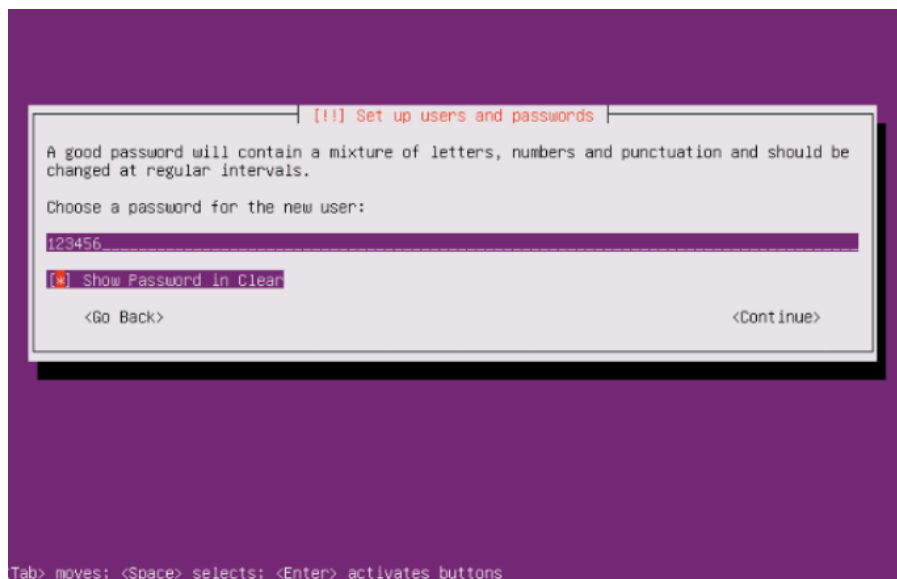 [!!] Set up users and passwords
A good password will contain a mixture of letters, numbers and punctuation and should be
changed at regular intervals.
Choose a password for the new user:
123456
[*] Show Password in Clear
<Go Back> <Continue>
Tab> moves; <Space> selects; <Enter> activates buttons